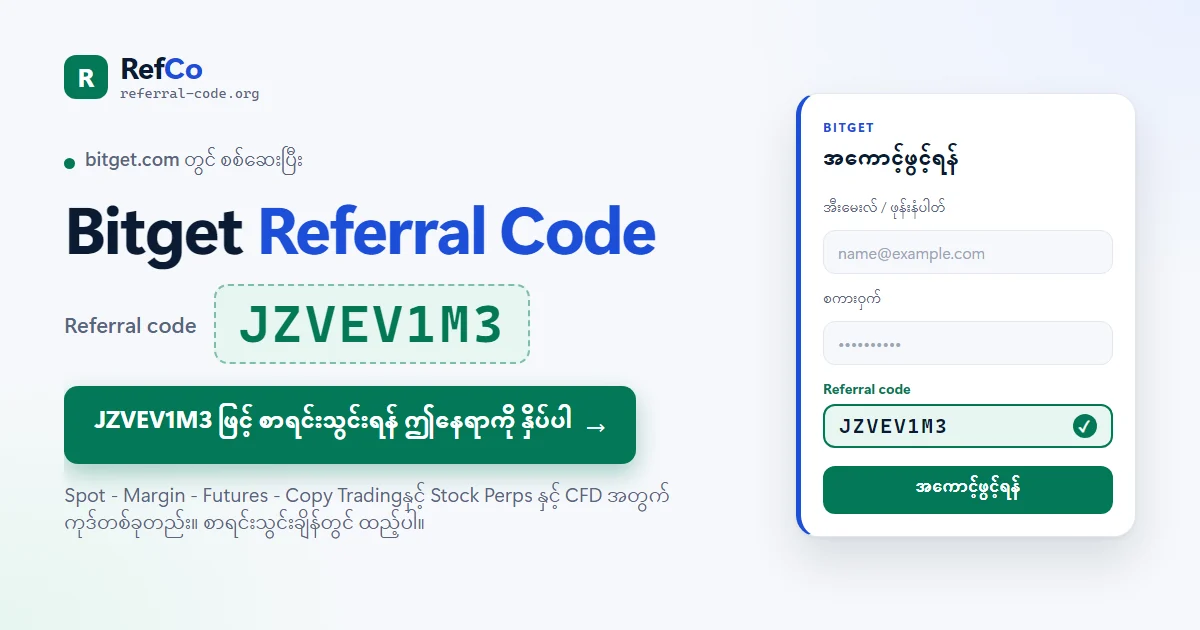 R
RefCo
referral-code.org
bitget.com တွင် စစ်ဆေးပြီး
Bitget Referral Code
Referral code
JZVEV1M3
JZVEV1M3 ဖြင့် စာရင်းသွင်းရန် ဤနေရာကို နှိပ်ပါ →
Spot - Margin - Futures - Copy Tradingနှင့် Stock Perps နှင့် CFD အတွက်
ကုဒ်တစ်ခုတည်း။ စာရင်းသွင်းချိန်တွင် ထည့်ပါ။
BITGET
အကောင့်ဖွင့်ရန်
အီးမေးလ် / ဖုန်းနံပါတ်
name@example.com
စကားဝှက်
••••••••••
Referral code
JZVEV1M3 ✓
အကောင့်ဖွင့်ရန်